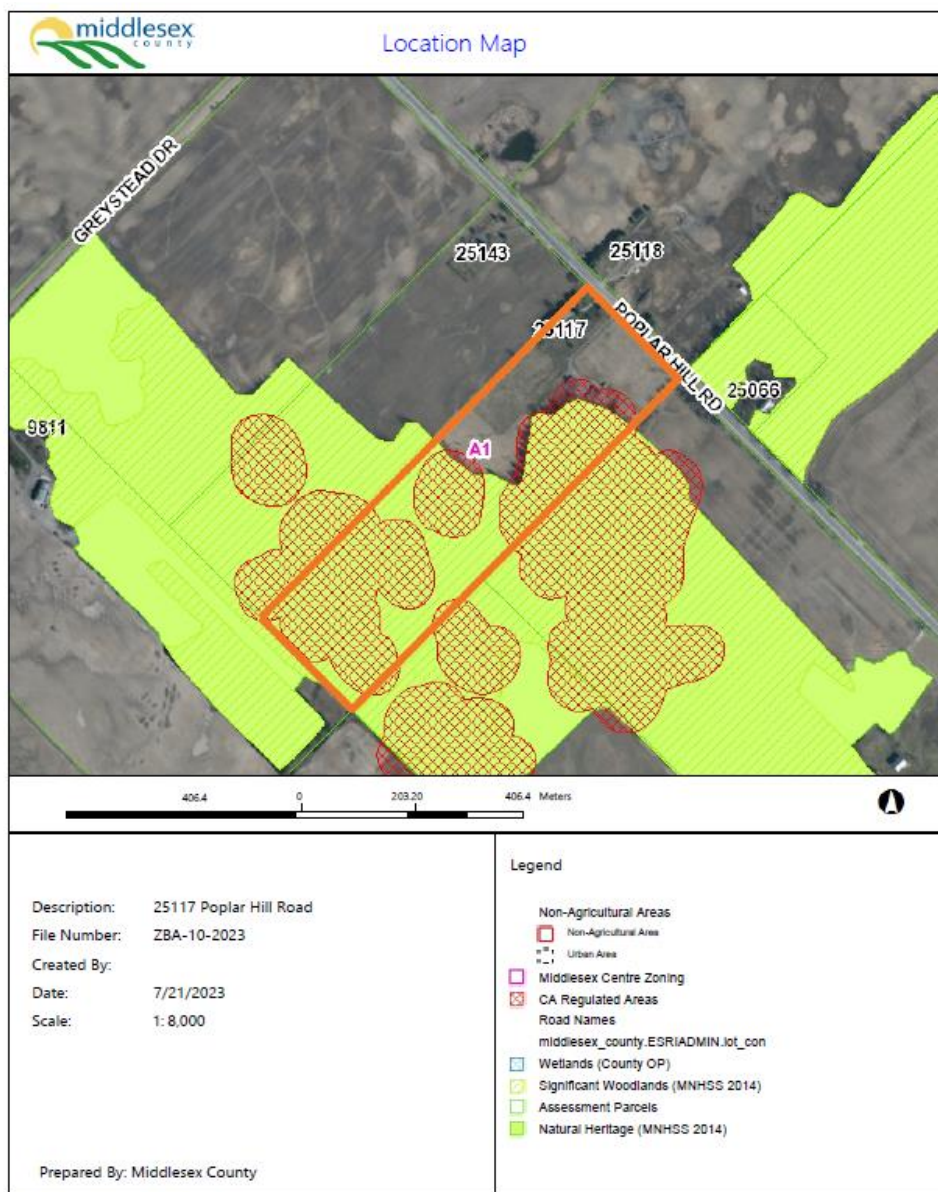 middlesex
county
Location Map
GREYSTEAD DR
25143
25118
25117
POPLAR HILL RD
25066
9811
A1
406.4 0 203.20 406.4 Meters
Description: 25117 Poplar Hill Road
File Number: ZBA-10-2023
Created By:
Date: 7/21/2023
Scale: 1: 8,000
Prepared By: Middlesex County
Legend
Non-Agricultural Areas
Non-Agricultural Area
Urban Area
Middlesex Centre Zoning
CA Regulated Areas
Road Names
middlesex_county.ESRIADMIN.lot_con
Wetlands (County OP)
Significant Woodlands (MNHSS 2014)
Assessment Parcels
Natural Heritage (MNHSS 2014)